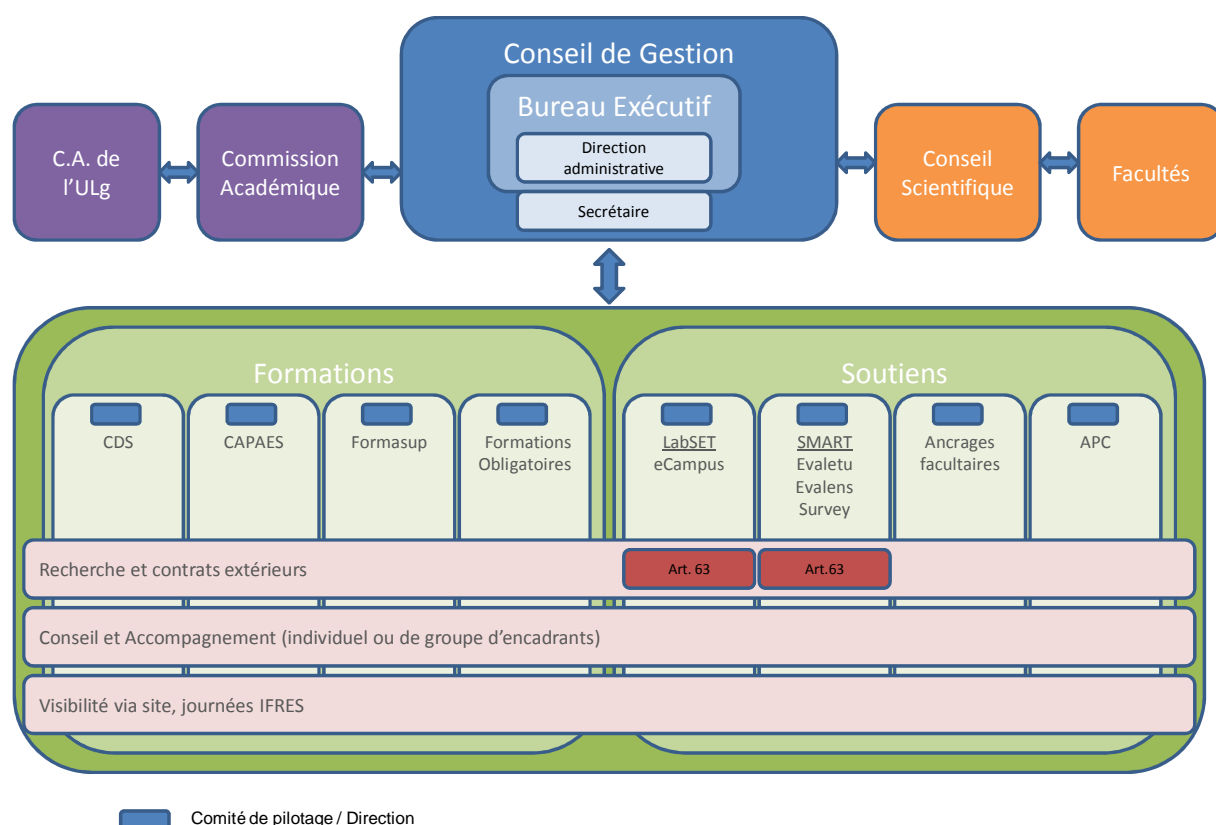 Conseil de Gestion
Bureau Exécutif
Direction
administrative
Secrétaire
C.A. de
l'ULg
Commission
Académique
Conseil
Scientifique
Facultés
Formations
Soutiens
CDS
CAPAES
Formasup
Formations
Obligatoires
LabSET
eCampus
SMART
Evaletu
Evalens
Survey
Ancrages
facultaires
APC
Recherche et contrats extérieurs
Art. 63
Art.63
Conseil et Accompagnement (individuel ou de groupe d'encadrants)
Visibilité via site, journées IFRES
Comité de pilotage / Direction